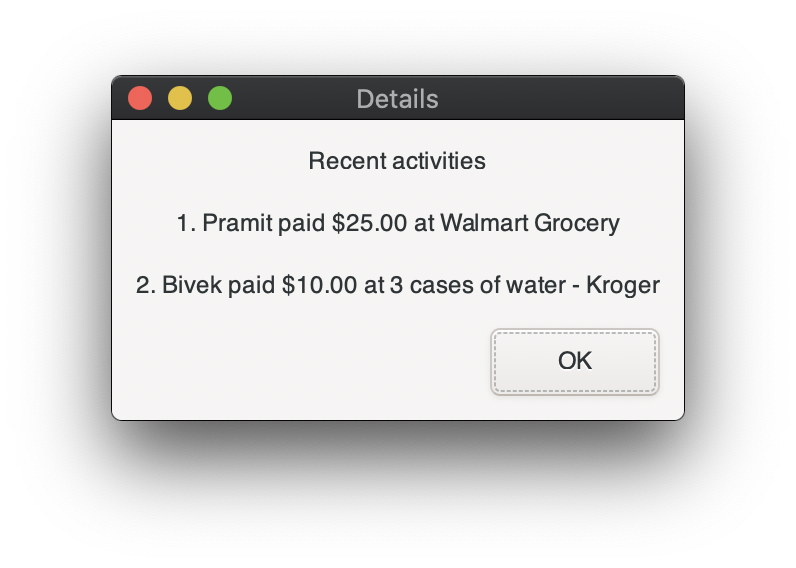 Details
Recent activities
1. Pramit paid $25.00 at Walmart Grocery
2. Bivek paid $10.00 at 3 cases of water - Kroger
OK